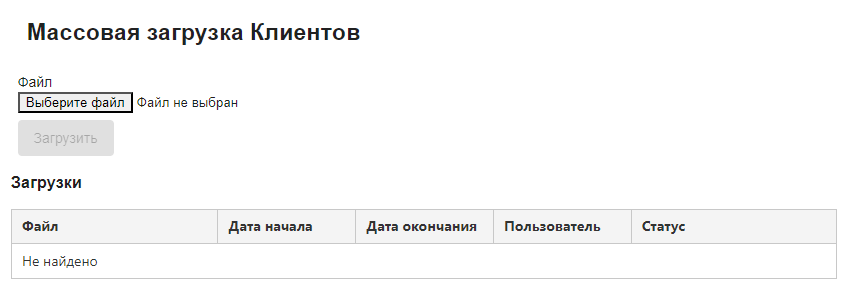 Массовая загрузка Клиентов
Файл
Выберите файл Файл не выбран
Загрузить
Загрузки
Файл Дата начала Дата окончания Пользователь Статус
Не найдено